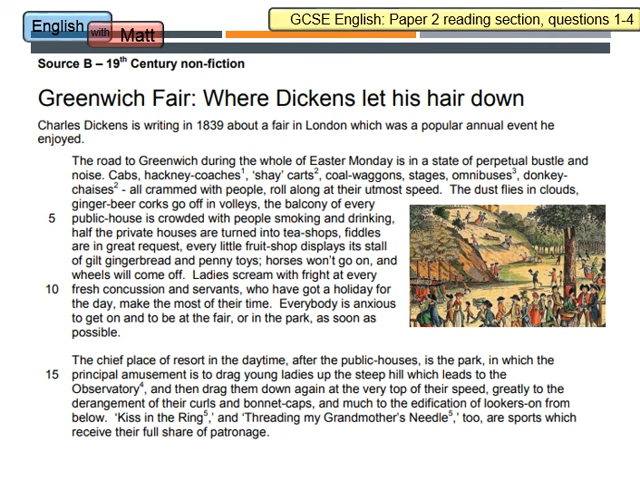 English with Matt
GCSE English: Paper 2 reading section, questions 1-4
Source B – 19th Century non-fiction
Greenwich Fair: Where Dickens let his hair down
Charles Dickens is writing in 1839 about a fair in London which was a popular annual event he
enjoyed.
The road to Greenwich during the whole of Easter Monday is in a state of perpetual bustle and
noise. Cabs, hackney-coaches1, 'shay' carts2, coal-waggons, stages, omnibuses3, donkey-
chaises2 - all crammed with people, roll along at their utmost speed. The dust flies in clouds,
ginger-beer corks go off in volleys, the balcony of every
5 public-house is crowded with people smoking and drinking,
half the private houses are turned into tea-shops, fiddles
are in great request, every little fruit-shop displays its stall
of gilt gingerbread and penny toys; horses won't go on, and
wheels will come off. Ladies scream with fright at every
10 fresh concussion and servants, who have got a holiday for
the day, make the most of their time. Everybody is anxious
to get on and to be at the fair, or in the park, as soon as
possible.
The chief place of resort in the daytime, after the public-houses, is the park, in which the
15 principal amusement is to drag young ladies up the steep hill which leads to the
Observatory4, and then drag them down again at the very top of their speed, greatly to the
derangement of their curls and bonnet-caps, and much to the edification of lookers-on from
below. 'Kiss in the Ring5,' and 'Threading my Grandmother's Needle5,' too, are sports which
receive their full share of patronage.